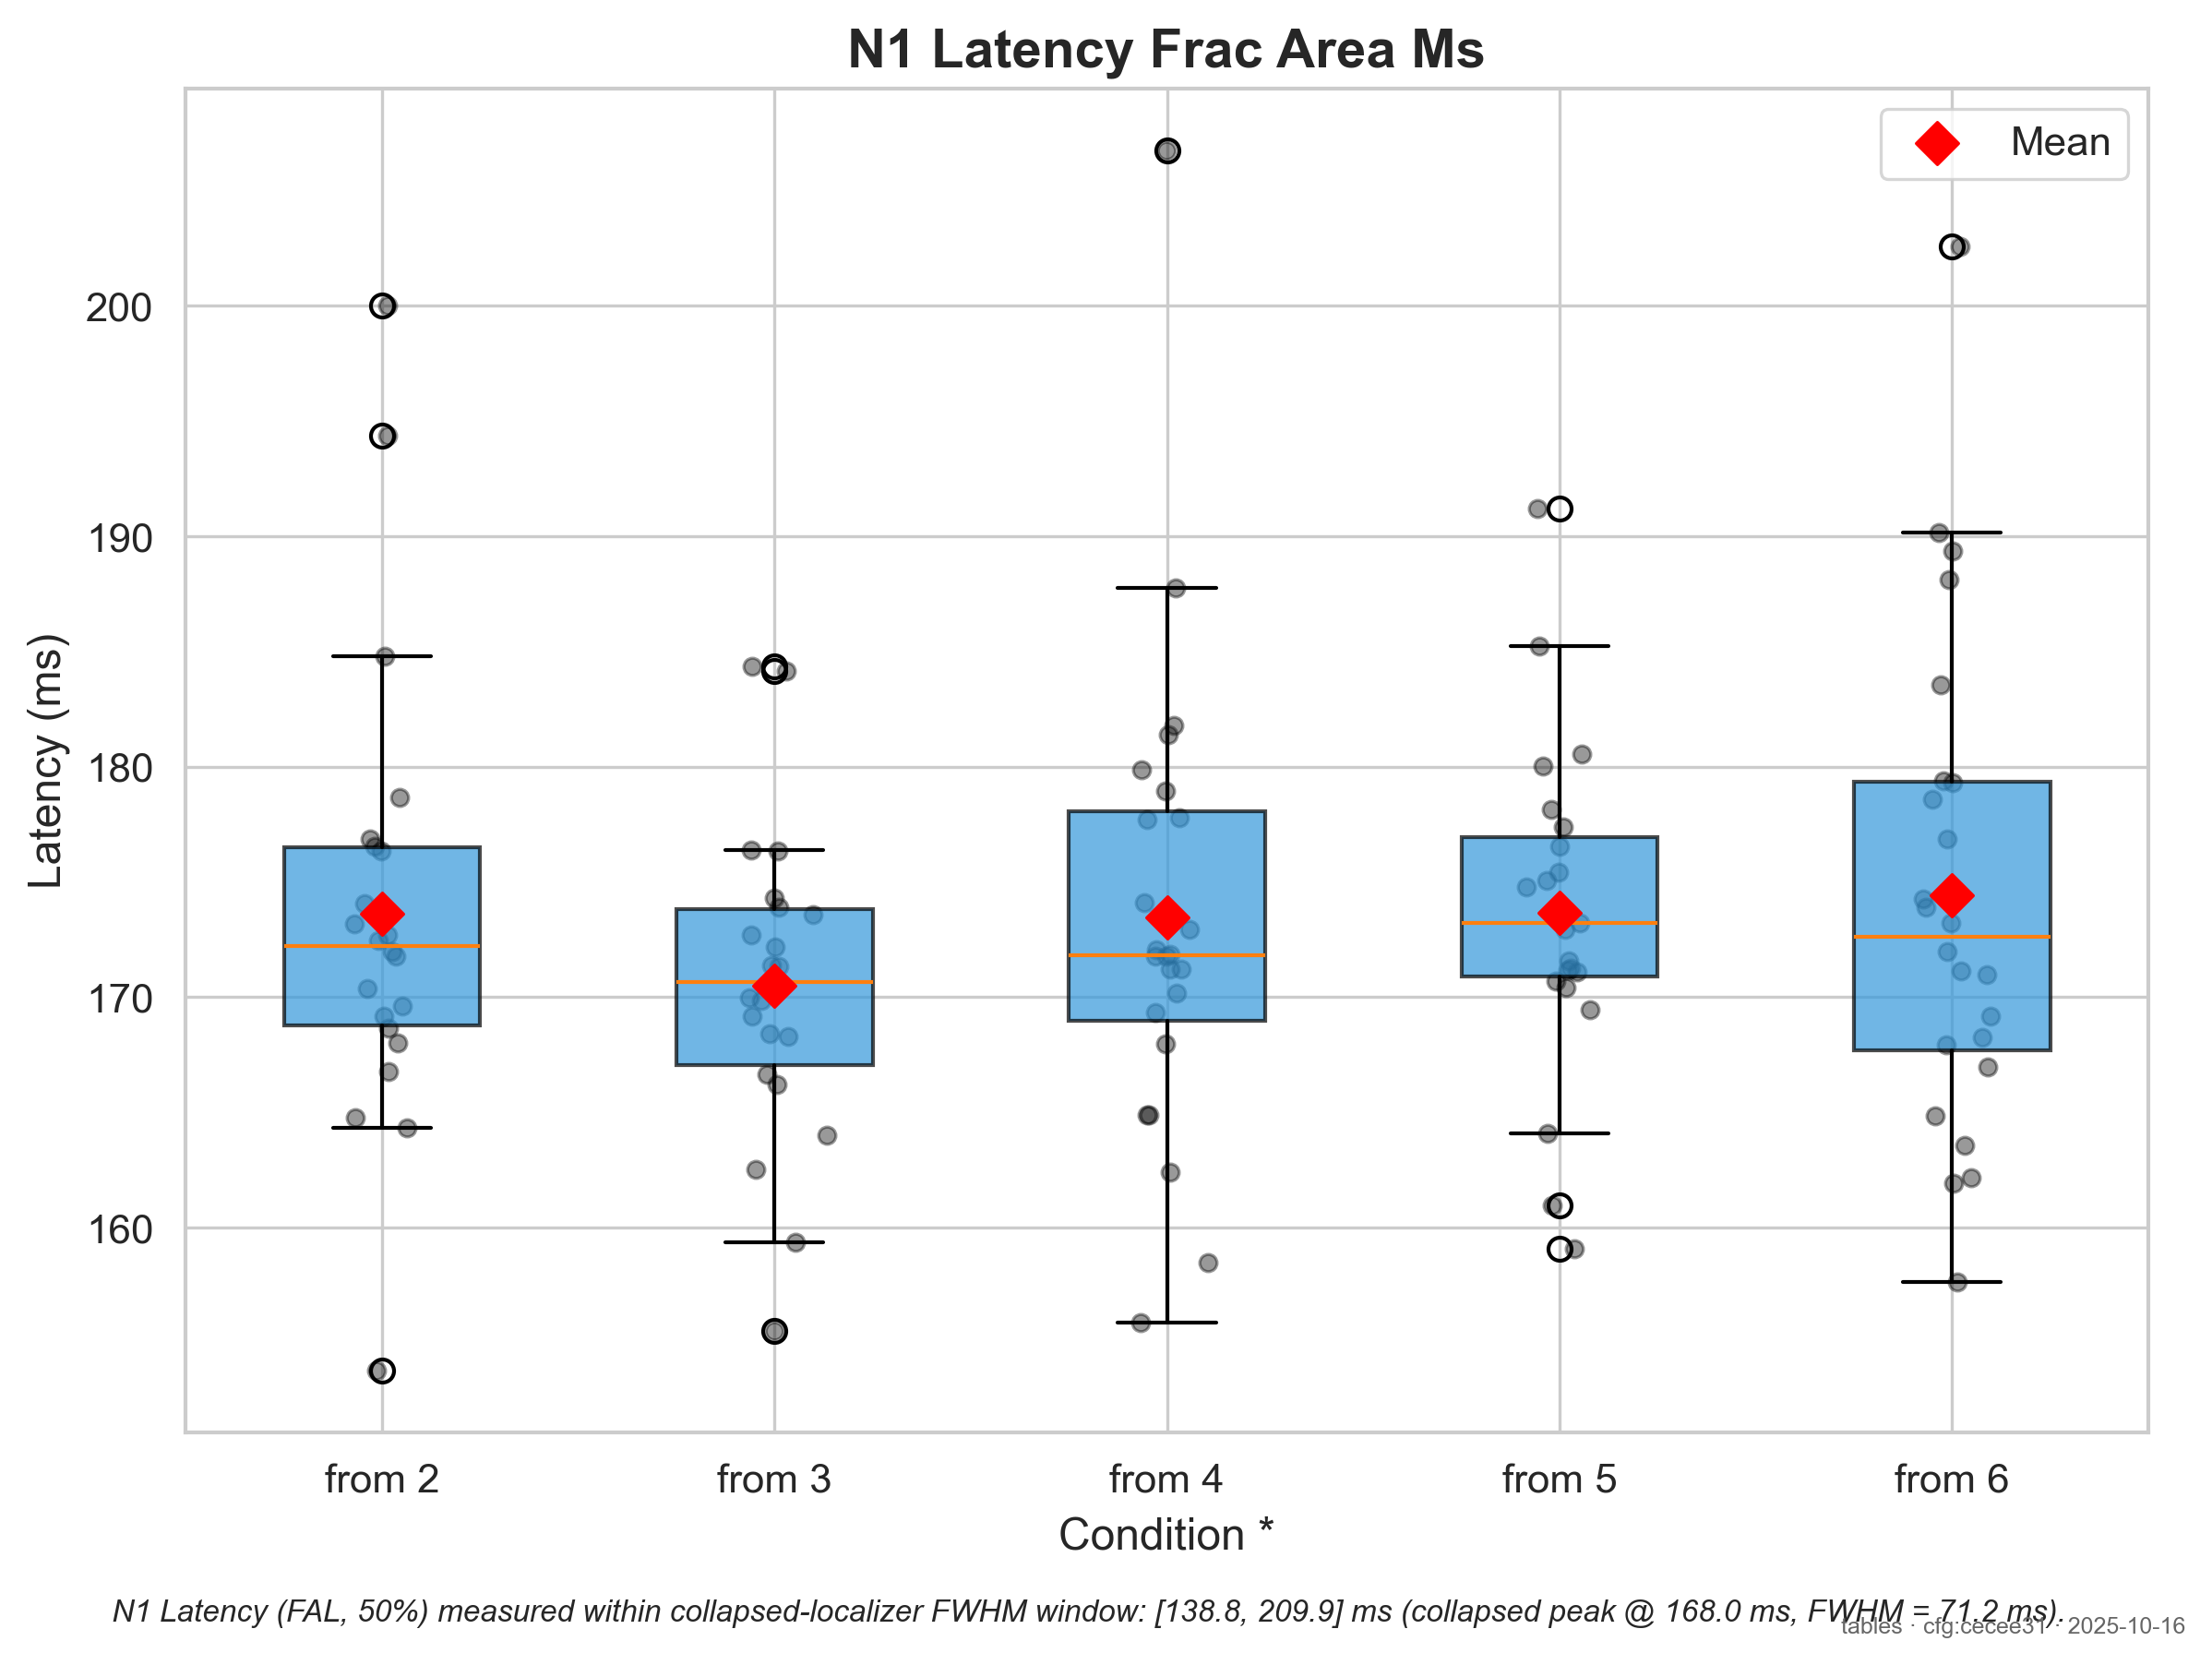 N1 Latency Frac Area Ms
Mean
Latency (ms)
200
190
180
170
160
from 2
from 3
from 4
from 5
from 6
Condition *
N1 Latency (FAL, 50%) measured within collapsed-localizer FWHM window: [138.8, 209.9] ms (collapsed peak @ 168.0 ms, FWHM = 71.2 ms).
tables · cfg:cecee31 · 2025-10-16